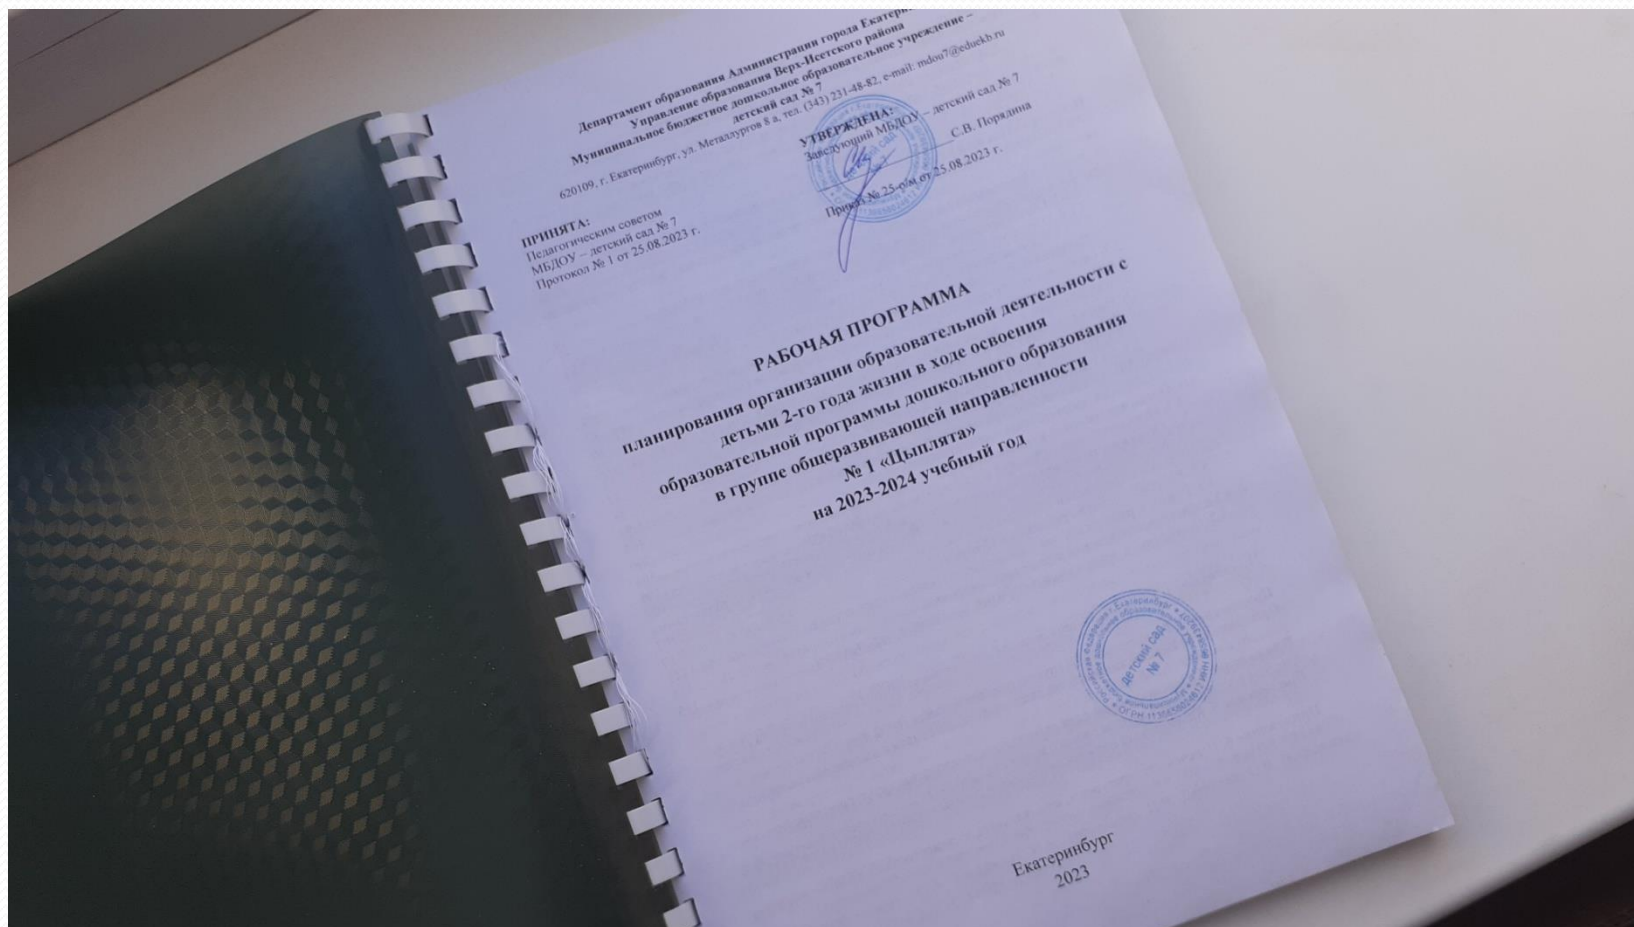 Департамент образования Администрации города
Управление образования Верх-Исетского района
Муниципальное бюджетное дошкольное образовательное учреждение –
детский сад № 7
620109, г. Екатеринбург, ул. Металлургов 8 а, тел. (343) 231-48-82, e-mail: mdou7@eduekb.ru
УТВЕРЖДЕНА:
Заведующий МБДОУ – детский сад № 7
С.В. Порядина
Приказ № 25-о/м от 25.08.2023 г.
ПРИНЯТА:
Педагогическим советом
МБДОУ – детский сад № 7
Протокол № 1 от 25.08.2023 г.
РАБОЧАЯ ПРОГРАММА
планирования организации образовательной деятельности с
детьми 2-го года жизни в ходе освоения
образовательной программы дошкольного образования
в группе общеразвивающей направленности
№ 1 «Цыплята»
на 2023-2024 учебный год
детский сад
№ 7
Екатеринбург
2023